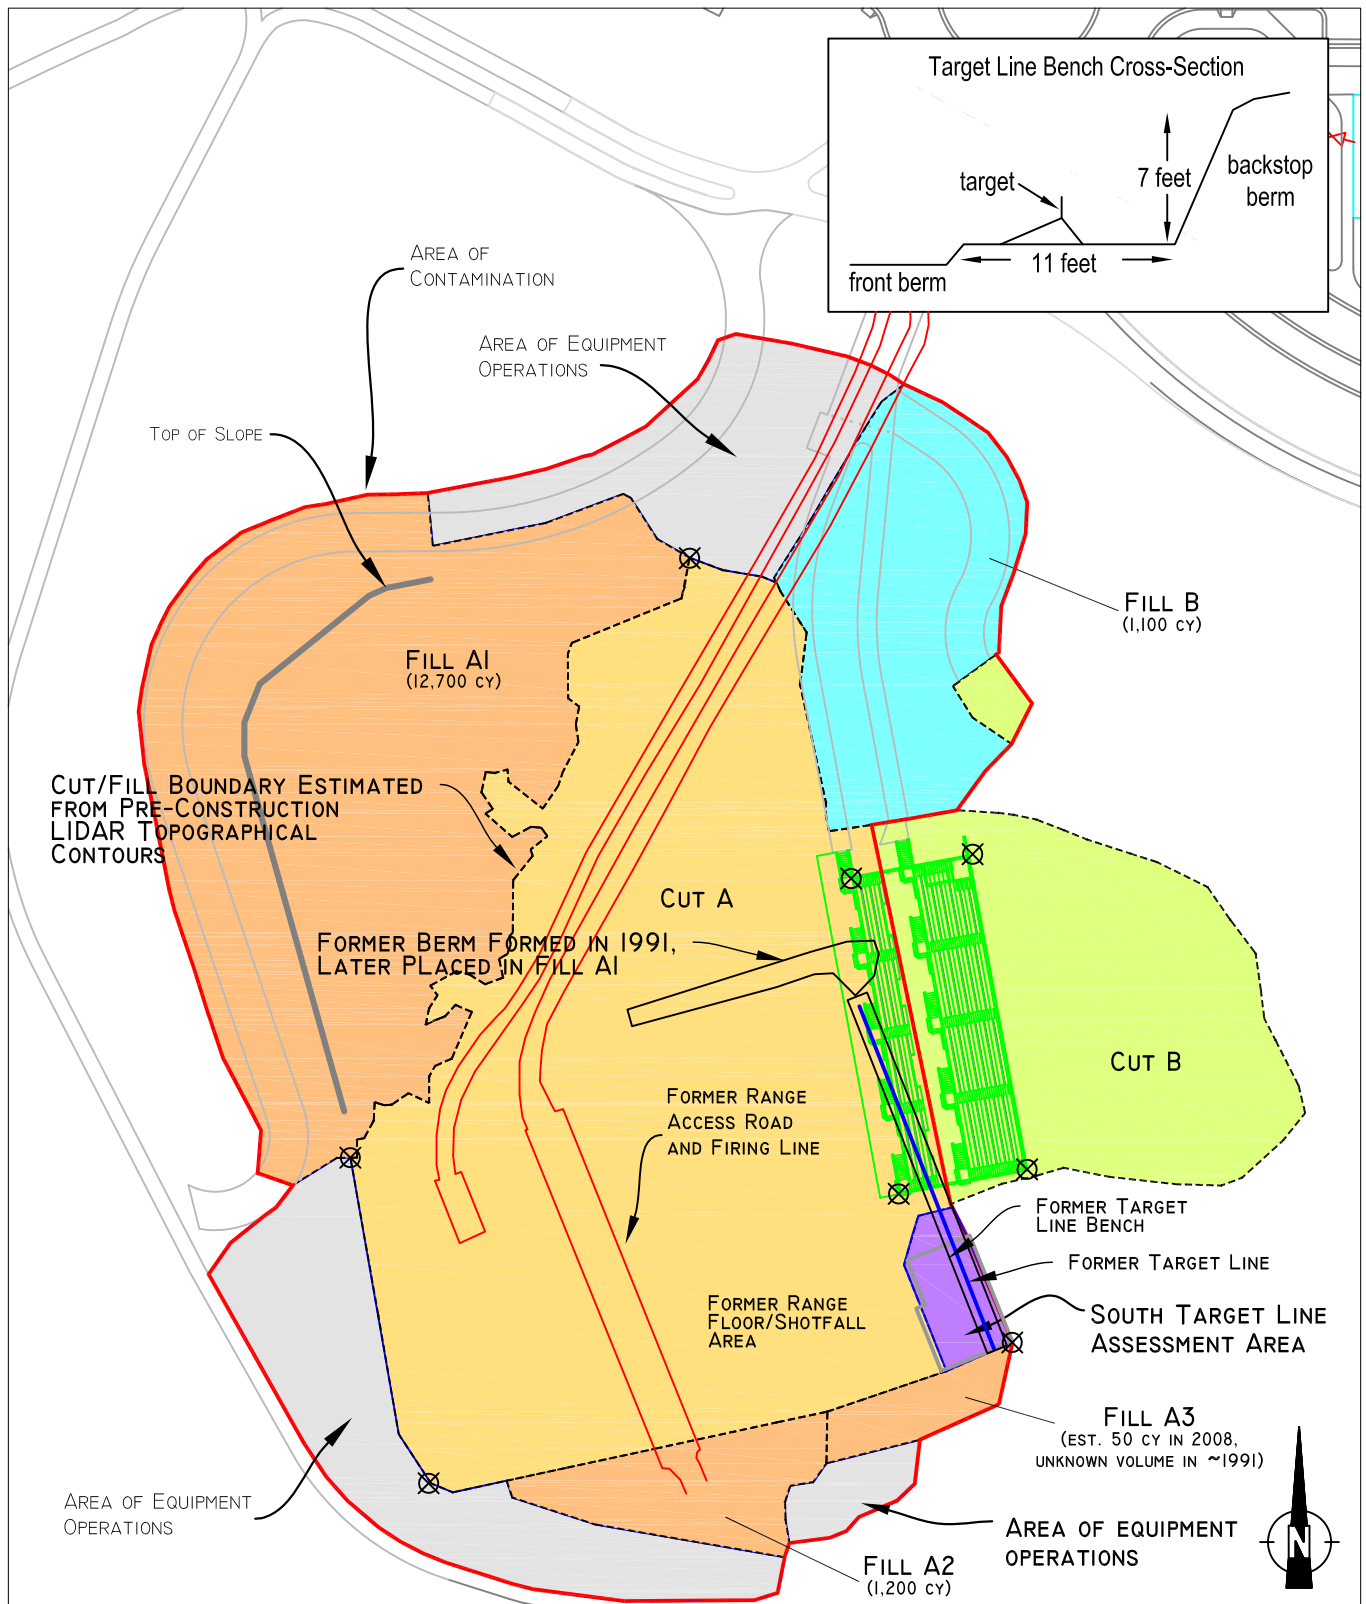 Target Line Bench Cross-Section
target
7 feet
backstop
berm
11 feet
front berm
AREA OF
CONTAMINATION
AREA OF EQUIPMENT
OPERATIONS
TOP OF SLOPE
FILL B
(1,100 CY)
FILL A1
(12,700 CY)
CUT/FILL BOUNDARY ESTIMATED
FROM PRE-CONSTRUCTION
LIDAR TOPOGRAPHICAL
CONTOURS
CUT A
FORMER BERM FORMED IN 1991,
LATER PLACED IN FILL A1
CUT B
FORMER RANGE
ACCESS ROAD
AND FIRING LINE
FORMER TARGET
LINE BENCH
FORMER TARGET LINE
FORMER RANGE
FLOOR/SHOTFALL
AREA
SOUTH TARGET LINE
ASSESSMENT AREA
FILL A3
(EST. 50 CY IN 2008,
UNKNOWN VOLUME IN ~1991)
AREA OF EQUIPMENT
OPERATIONS
AREA OF EQUIPMENT
OPERATIONS
FILL A2
(1,200 CY)
N